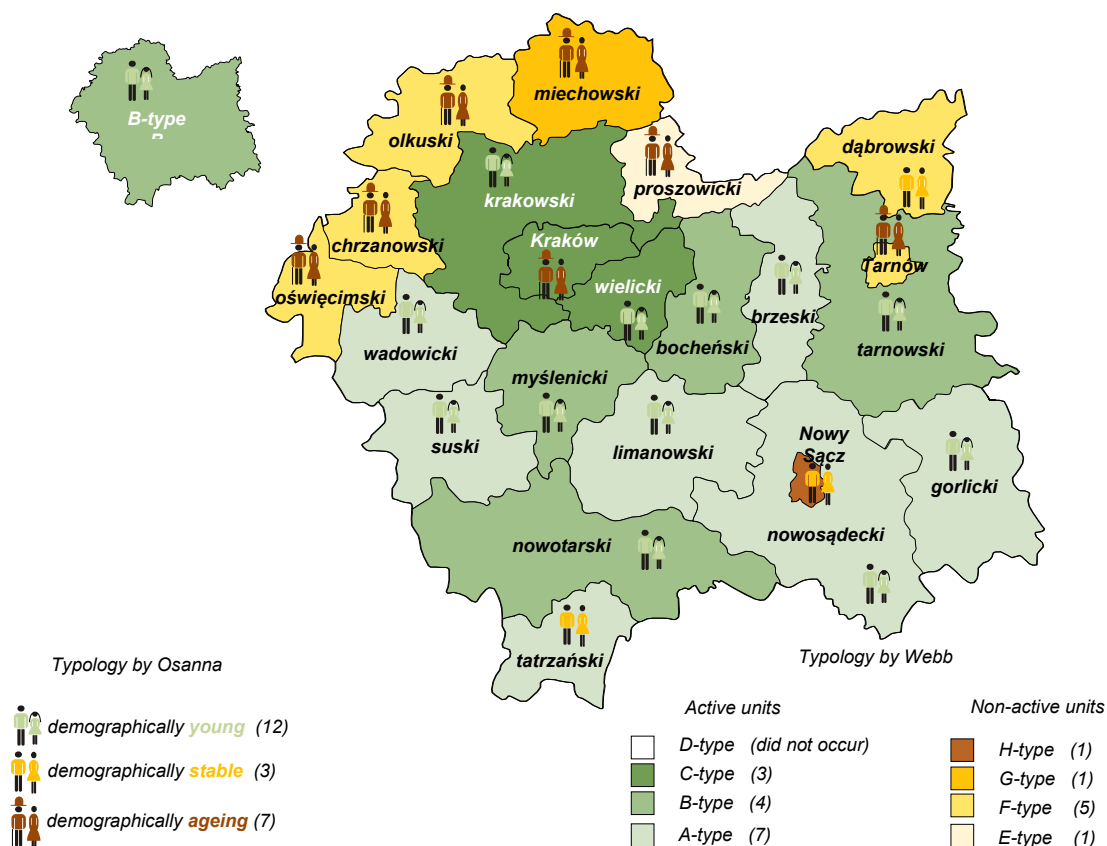 B-type
miechowski
olkuski
dąbrowski
proszowicki
krakowski
Kraków
chrzanowski
Tarnów
wielicki
oświęcimski
brzeski
wadowicki
bocheński
tarnowski
myślenicki
Nowy
Sącz
suski
limanowski
gorlicki
nowosądecki
nowotarski
tatrzański
Typology by Osanna
demographically young (12)
demographically stable (3)
demographically ageing (7)
Typology by Webb
Active units
D-type (did not occur)
C-type (3)
B-type (4)
A-type (7)
Non-active units
H-type (1)
G-type (1)
F-type (5)
E-type (1)